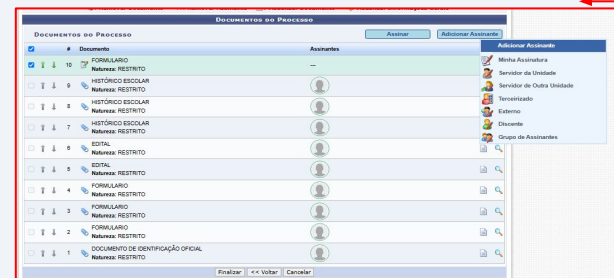 DOCUMENTOS DO PROCESSO
DOCUMENTOS DO PROCESSO Assinar Adicionar Assinante
# Documento Assinantes
Adicionar Assinante
Minha Assinatura
Servidor da Unidade
Servidor de Outra Unidade
Terceirizado
Externo
Discente
Grupo de Assinantes
10 FORMULARIO ---
Natureza: RESTRITO
9 HISTÓRICO ESCOLAR
Natureza: RESTRITO
8 HISTÓRICO ESCOLAR
Natureza: RESTRITO
7 HISTÓRICO ESCOLAR
Natureza: RESTRITO
6 EDITAL
Natureza: RESTRITO
5 EDITAL
Natureza: RESTRITO
4 FORMULARIO
Natureza: RESTRITO
3 FORMULARIO
Natureza: RESTRITO
2 FORMULARIO
Natureza: RESTRITO
1 DOCUMENTO DE IDENTIFICAÇÃO OFICIAL
Natureza: RESTRITO
Finalizar << Voltar Cancelar